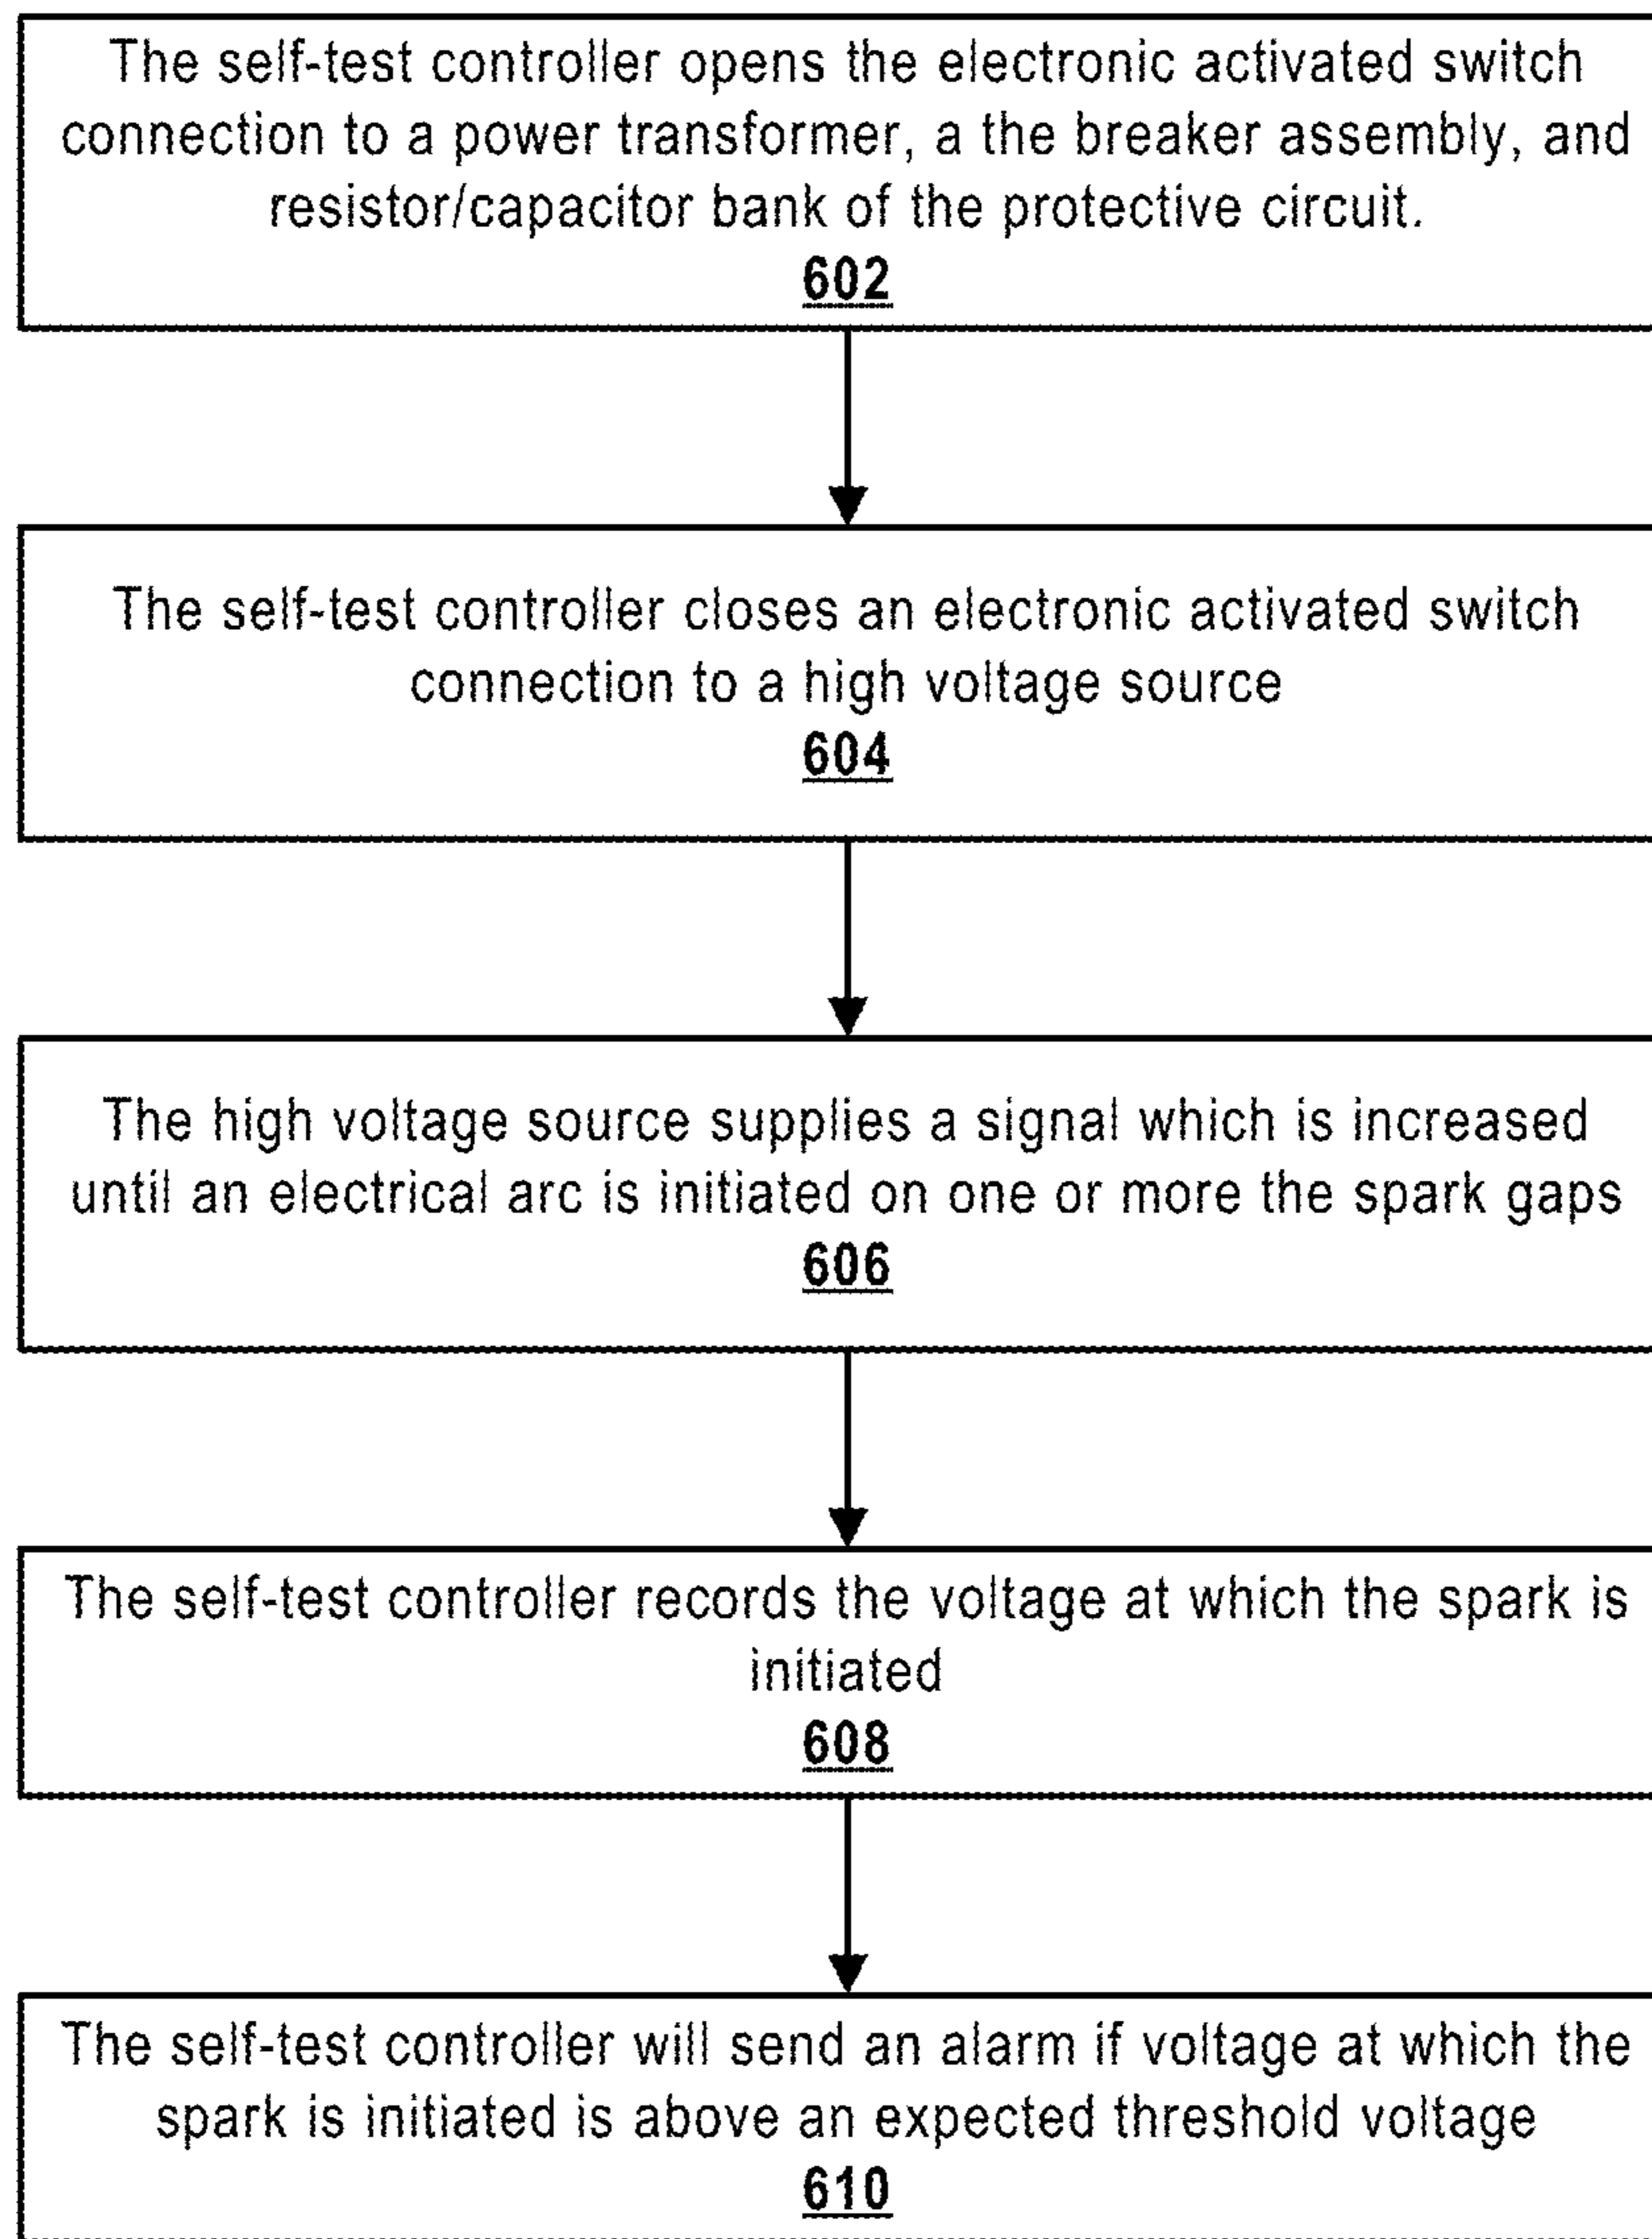 The self-test controller opens the electronic activated switch
connection to a power transformer, a the breaker assembly, and
resistor/capacitor bank of the protective circuit.
602
The self-test controller closes an electronic activated switch
connection to a high voltage source
604
The high voltage source supplies a signal which is increased
until an electrical arc is initiated on one or more the spark gaps
606
The self-test controller records the voltage at which the spark is
initiated
608
The self-test controller will send an alarm if voltage at which the
spark is initiated is above an expected threshold voltage
610